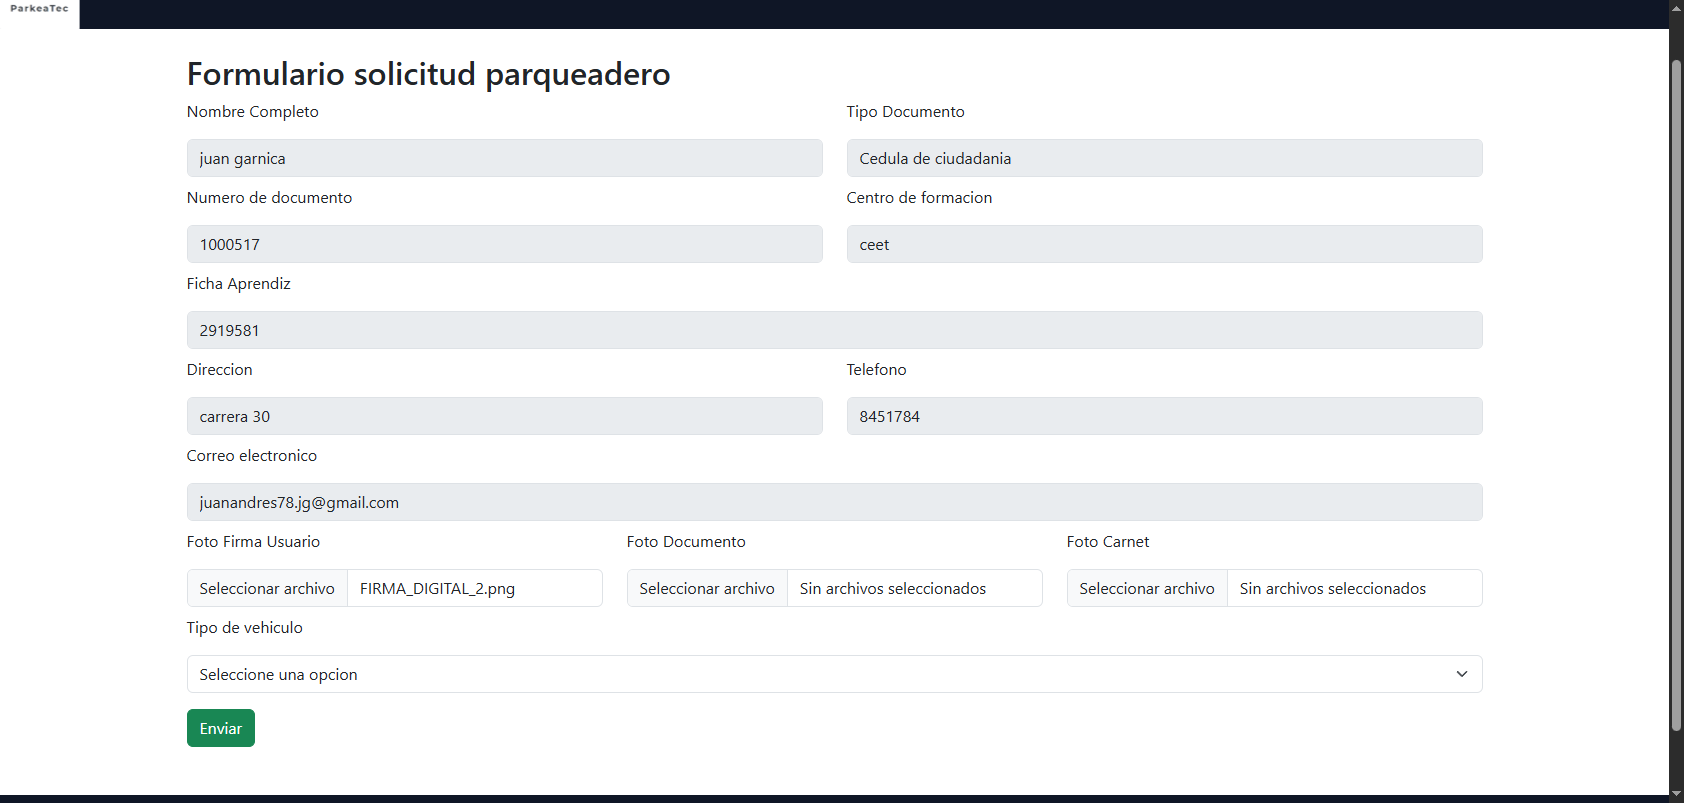 ParkeaTec
Formulario solicitud parqueadero
Nombre Completo
Tipo Documento
juan garnica
Cedula de ciudadania
Numero de documento
Centro de formacion
1000517
ceet
Ficha Aprendiz
2919581
Direccion
Telefono
carrera 30
8451784
Correo electronico
juanandres78.jg@gmail.com
Foto Firma Usuario
Foto Documento
Foto Carnet
Seleccionar archivo FIRMA_DIGITAL_2.png
Seleccionar archivo Sin archivos seleccionados
Seleccionar archivo Sin archivos seleccionados
Tipo de vehiculo
Seleccione una opcion
Enviar